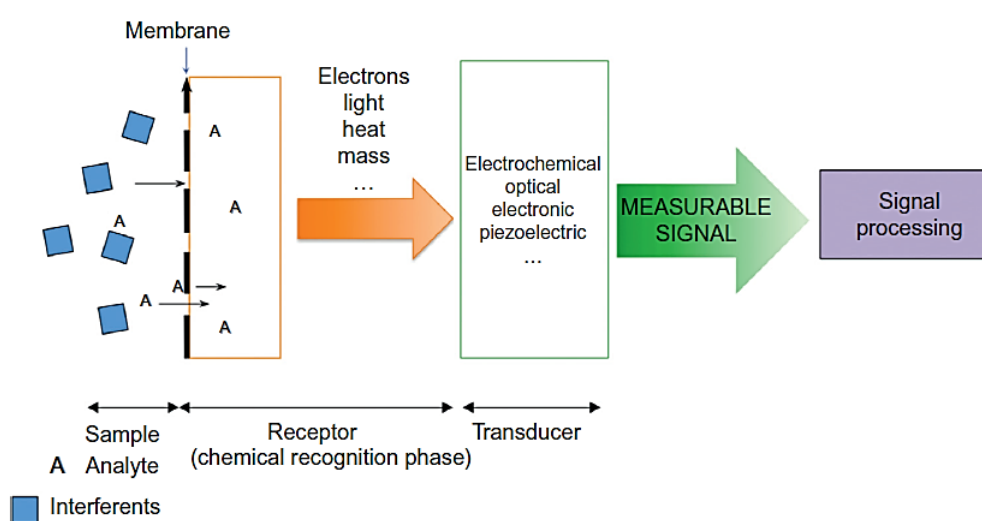 Membrane
Electrons
light
heat
mass
...
A
A
A
A
A
A
Electrochemical
optical
electronic
piezoelectric
...
MEASURABLE
SIGNAL
Signal
processing
Sample
A Analyte
Interferents
Receptor
(chemical recognition phase)
Transducer